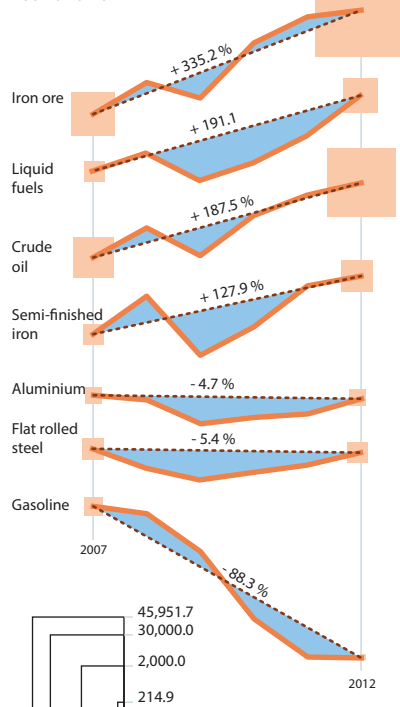 + 335.2 %
Iron ore
+ 191.1
Liquid
fuels
+ 187.5 %
Crude
oil
+ 127.9 %
Semi-finished
iron
Aluminium
- 4.7 %
Flat rolled
steel
- 5.4 %
Gasoline
2007
- 88.3 %
45,951.7
30,000.0
2,000.0
214.9
2012